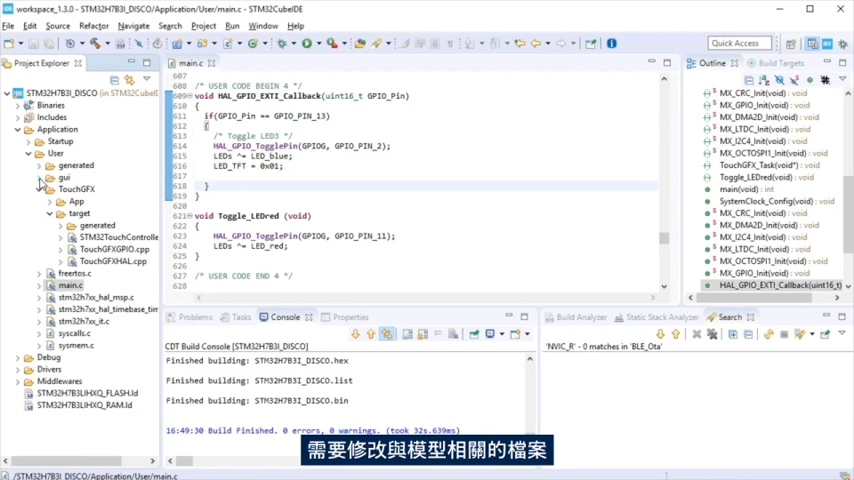 workspace_1.3.0 - STM32H7B3I_DISCO/Application/User/main.c - STM32CubeIDE
File Edit Source Refactor Navigate Search Project Run Window Help
Quick Access
Project Explorer
STM32H7B3I_DISCO (in STM32CubeI
Binaries
Includes
Application
Startup
User
generated
gui
TouchGFX
App
target
generated
STM32TouchControlle
TouchGFXGPIO.cpp
TouchGFXHAL.cpp
freertos.c
main.c
stm32h7xx_hal_msp.c
stm32h7xx_hal_timebase_tim
stm32h7xx_it.c
syscalls.c
sysmem.c
Debug
Drivers
Middlewares
STM32H7B3LIHXQ_FLASH.ld
STM32H7B3LIHXQ_RAM.ld
main.c
607
608 /* USER CODE BEGIN 4 */
609 void HAL_GPIO_EXTI_Callback(uint16_t GPIO_Pin)
610 {
611 if(GPIO_Pin == GPIO_PIN_13)
612 {
613 /* Toggle LED3 */
614 HAL_GPIO_TogglePin(GPIOG, GPIO_PIN_2);
615 LEDs ^= LED_blue;
616 LED_TFT = 0x01;
617
618 }
619 }
620
621 void Toggle_LEDred (void)
622 {
623 HAL_GPIO_TogglePin(GPIOG, GPIO_PIN_11);
624 LEDs ^= LED_red;
625 }
626
627 /* USER CODE END 4 */
628
Outline Build Targets
MX_CRC_Init(void) : void
MX_GPIO_Init(void) : void
MX_DMA2D_Init(void) : void
MX_LTDC_Init(void) : void
MX_I2C4_Init(void) : void
MX_OCTOSPI1_Init(void) : void
TouchGFX_Task(void*) : void
Toggle_LEDred(void) : void
main(void) : int
SystemClock_Config(void) : void
MX_CRC_Init(void) : void
MX_DMA2D_Init(void) : void
MX_I2C4_Init(void) : void
MX_LTDC_Init(void) : void
MX_OCTOSPI1_Init(void) : void
MX_GPIO_Init(void) : void
HAL_GPIO_EXTI_Callback(uint16_t)
Problems Tasks Console Properties
CDT Build Console [STM32H7B3I_DISCO]
Finished building: STM32H7B3I_DISCO.hex
Finished building: STM32H7B3I_DISCO.list
Finished building: STM32H7B3I_DISCO.bin
16:49:30 Build Finished. 0 errors, 0 warnings. (took 32s.639ms)
Build Analyzer Static Stack Analyzer Search
'NVIC_R' - 0 matches in 'BLE_Ota'
需要修改與模型相關的檔案
/STM32H7B3I_DISCO/Application/User/main.c